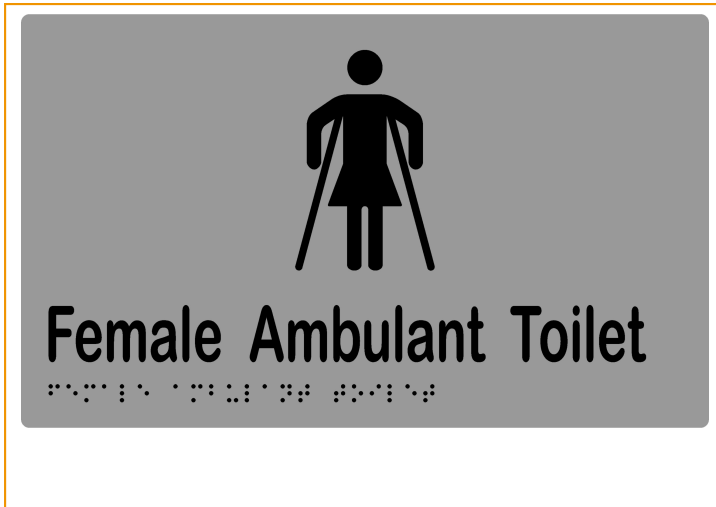 Female Ambulant Toilet
⠋⠑⠍⠁⠇⠑ ⠁⠍⠃⠥⠇⠁⠝⠞ ⠞⠕⠊⠇⠑⠞